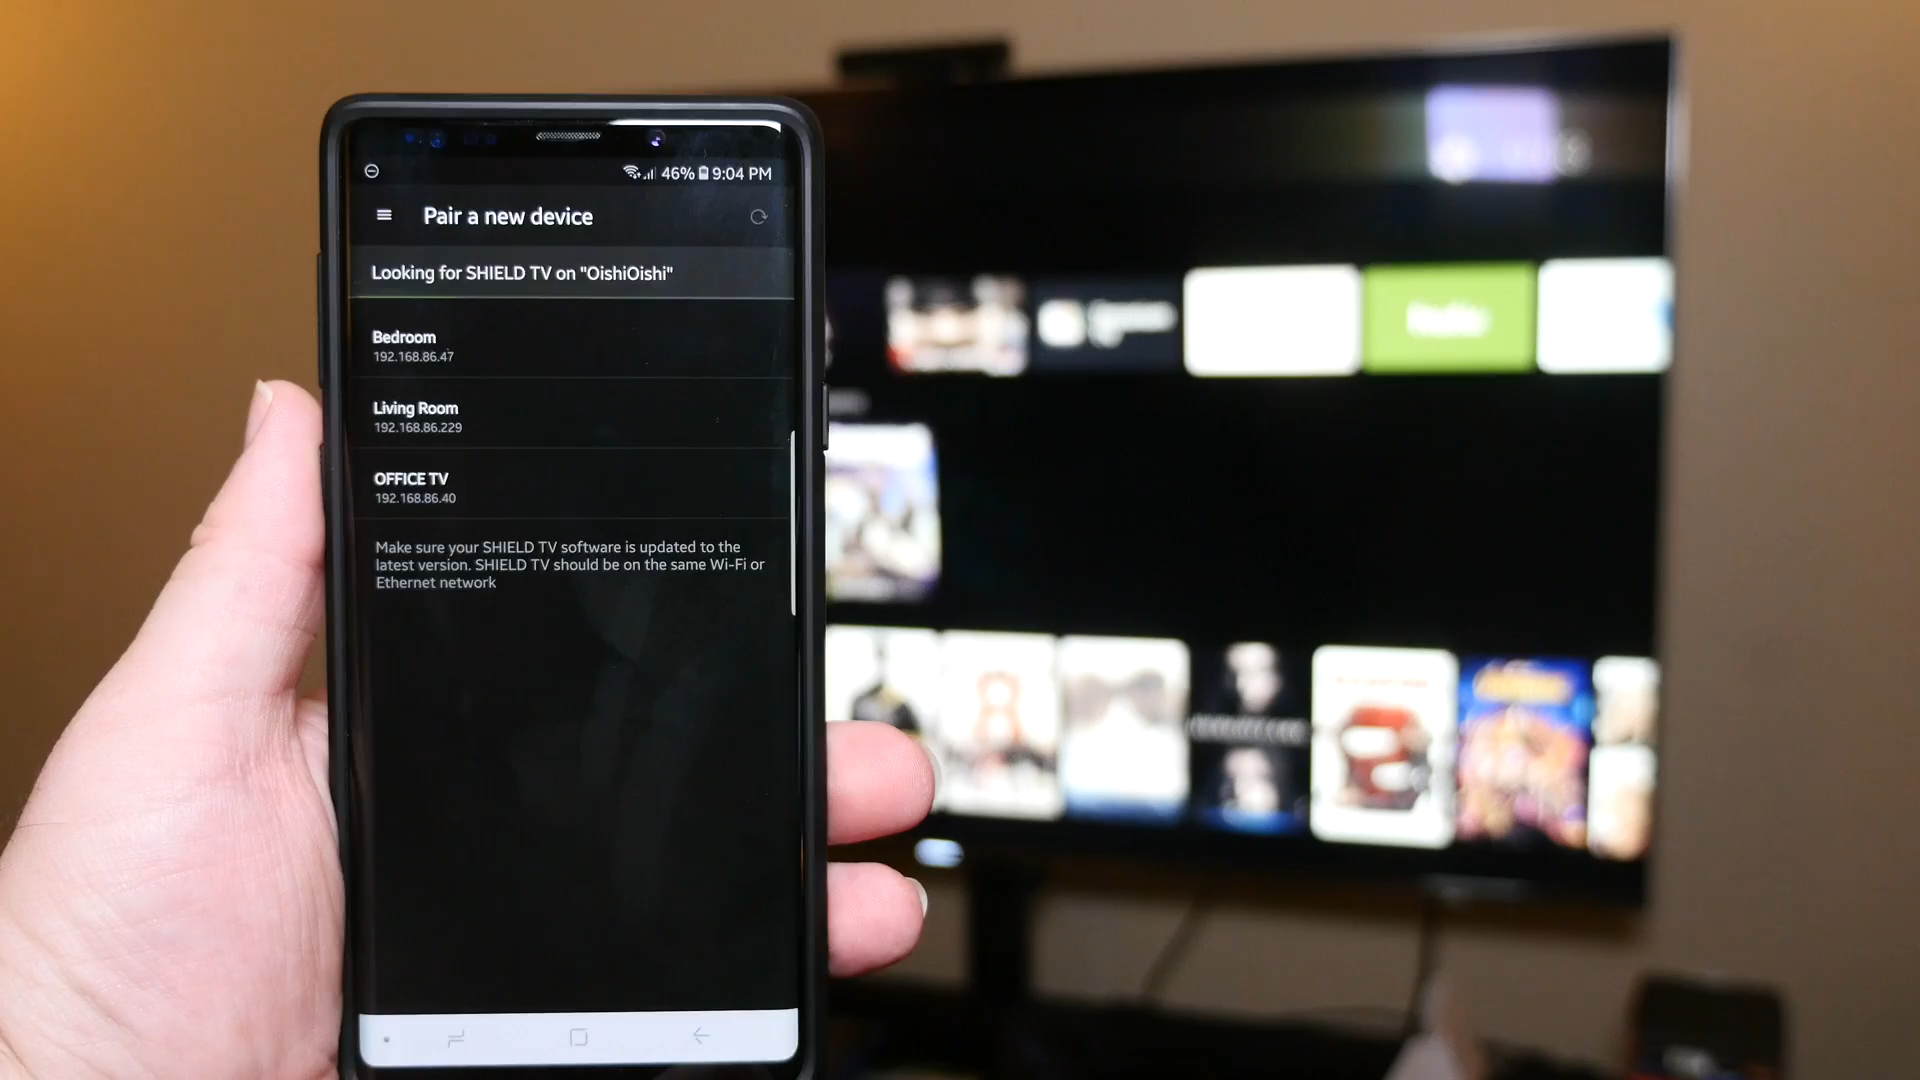 46% 9:04 PM
Pair a new device
Looking for SHIELD TV on "OishiOishi"
Bedroom
192.168.86.47
Living Room
192.168.86.229
OFFICE TV
192.168.86.40
Make sure your SHIELD TV software is updated to the
latest version. SHIELD TV should be on the same Wi-Fi or
Ethernet network